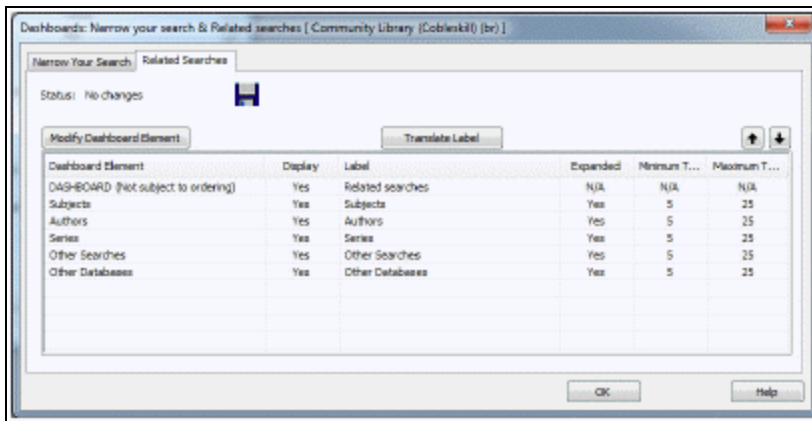 Dashboards: Narrow your search & Related searches [ Community Library (Cobleskill) (br) ]
Narrow Your Search Related Searches
Status: No changes
Modify Dashboard Element Translate Label
Dashboard Element Display Label Expanded Minimum T... Maximum T...
DASHBOARD (Not subject to ordering) Yes Related searches N/A N/A N/A
Subjects Yes Subjects Yes 5 25
Authors Yes Authors Yes 5 25
Series Yes Series Yes 5 25
Other Searches Yes Other Searches Yes 5 25
Other Databases Yes Other Databases Yes 5 25
OK Help